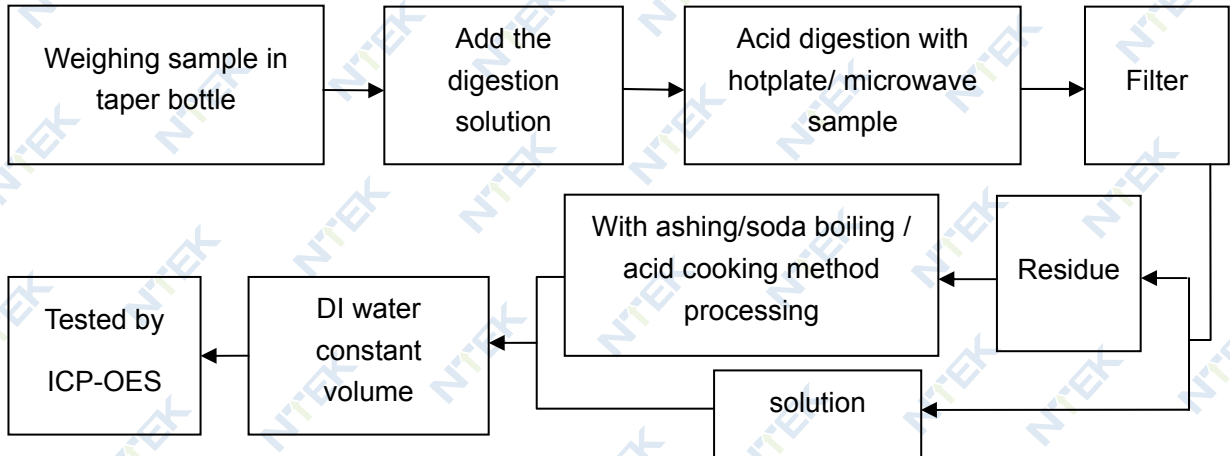 Weighing sample in
taper bottle
Add the
digestion
solution
Acid digestion with
hotplate/ microwave
sample
Filter
Residue
With ashing/soda boiling /
acid cooking method
processing
solution
DI water
constant
volume
Tested by
ICP-OES
NTEK